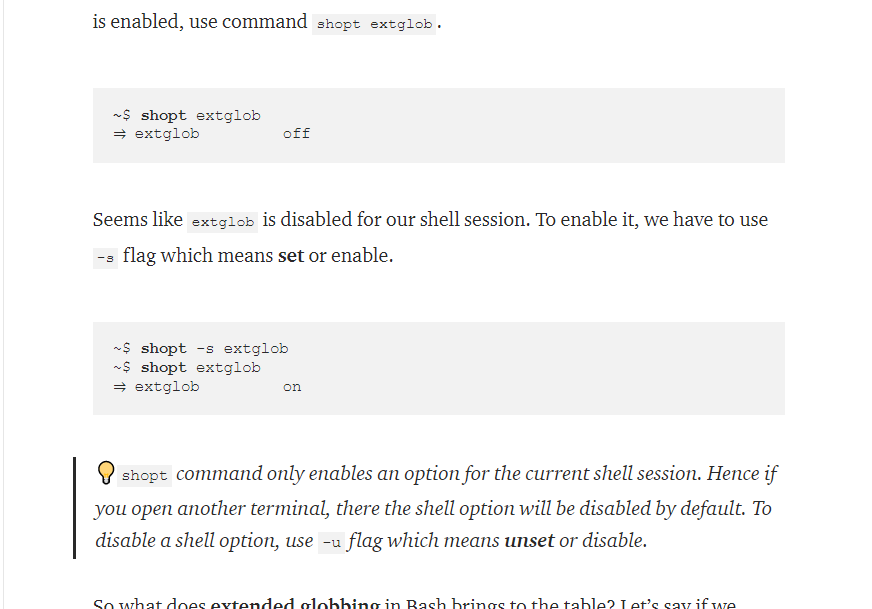 is enabled, use command shopt extglob.
~$ shopt extglob
⇒ extglob off
Seems like extglob is disabled for our shell session. To enable it, we have to use
-s flag which means set or enable.
~$ shopt -s extglob
~$ shopt extglob
⇒ extglob on
💡 shopt command only enables an option for the current shell session. Hence if
you open another terminal, there the shell option will be disabled by default. To
disable a shell option, use -u flag which means unset or disable.
So what does extended globbing in Bash brings to the table? Let’s say if we